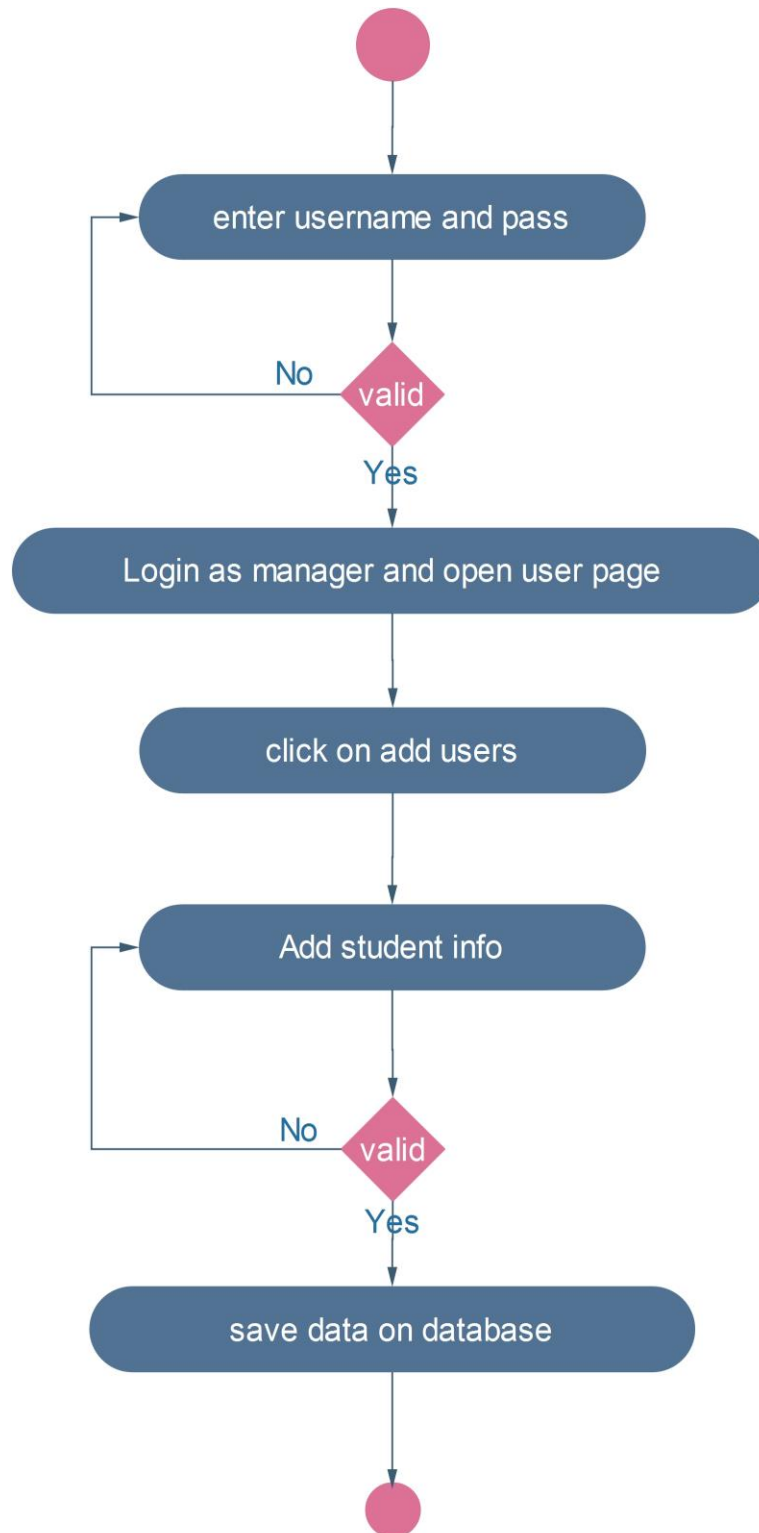 enter username and pass
No
valid
Yes
Login as manager and open user page
click on add users
Add student info
No
valid
Yes
save data on database